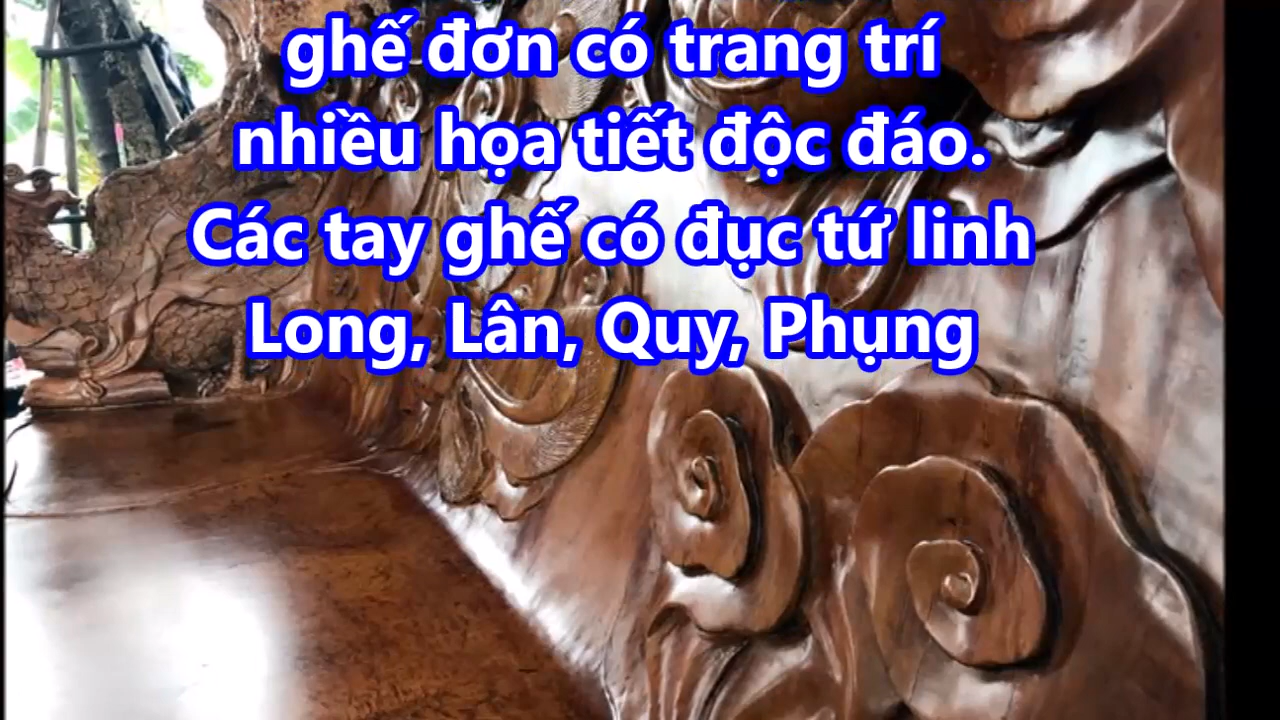 ghế đơn có trang trí
nhiều họa tiết độc đáo.
Các tay ghế có đục tứ linh
Long, Lân, Quy, Phụng